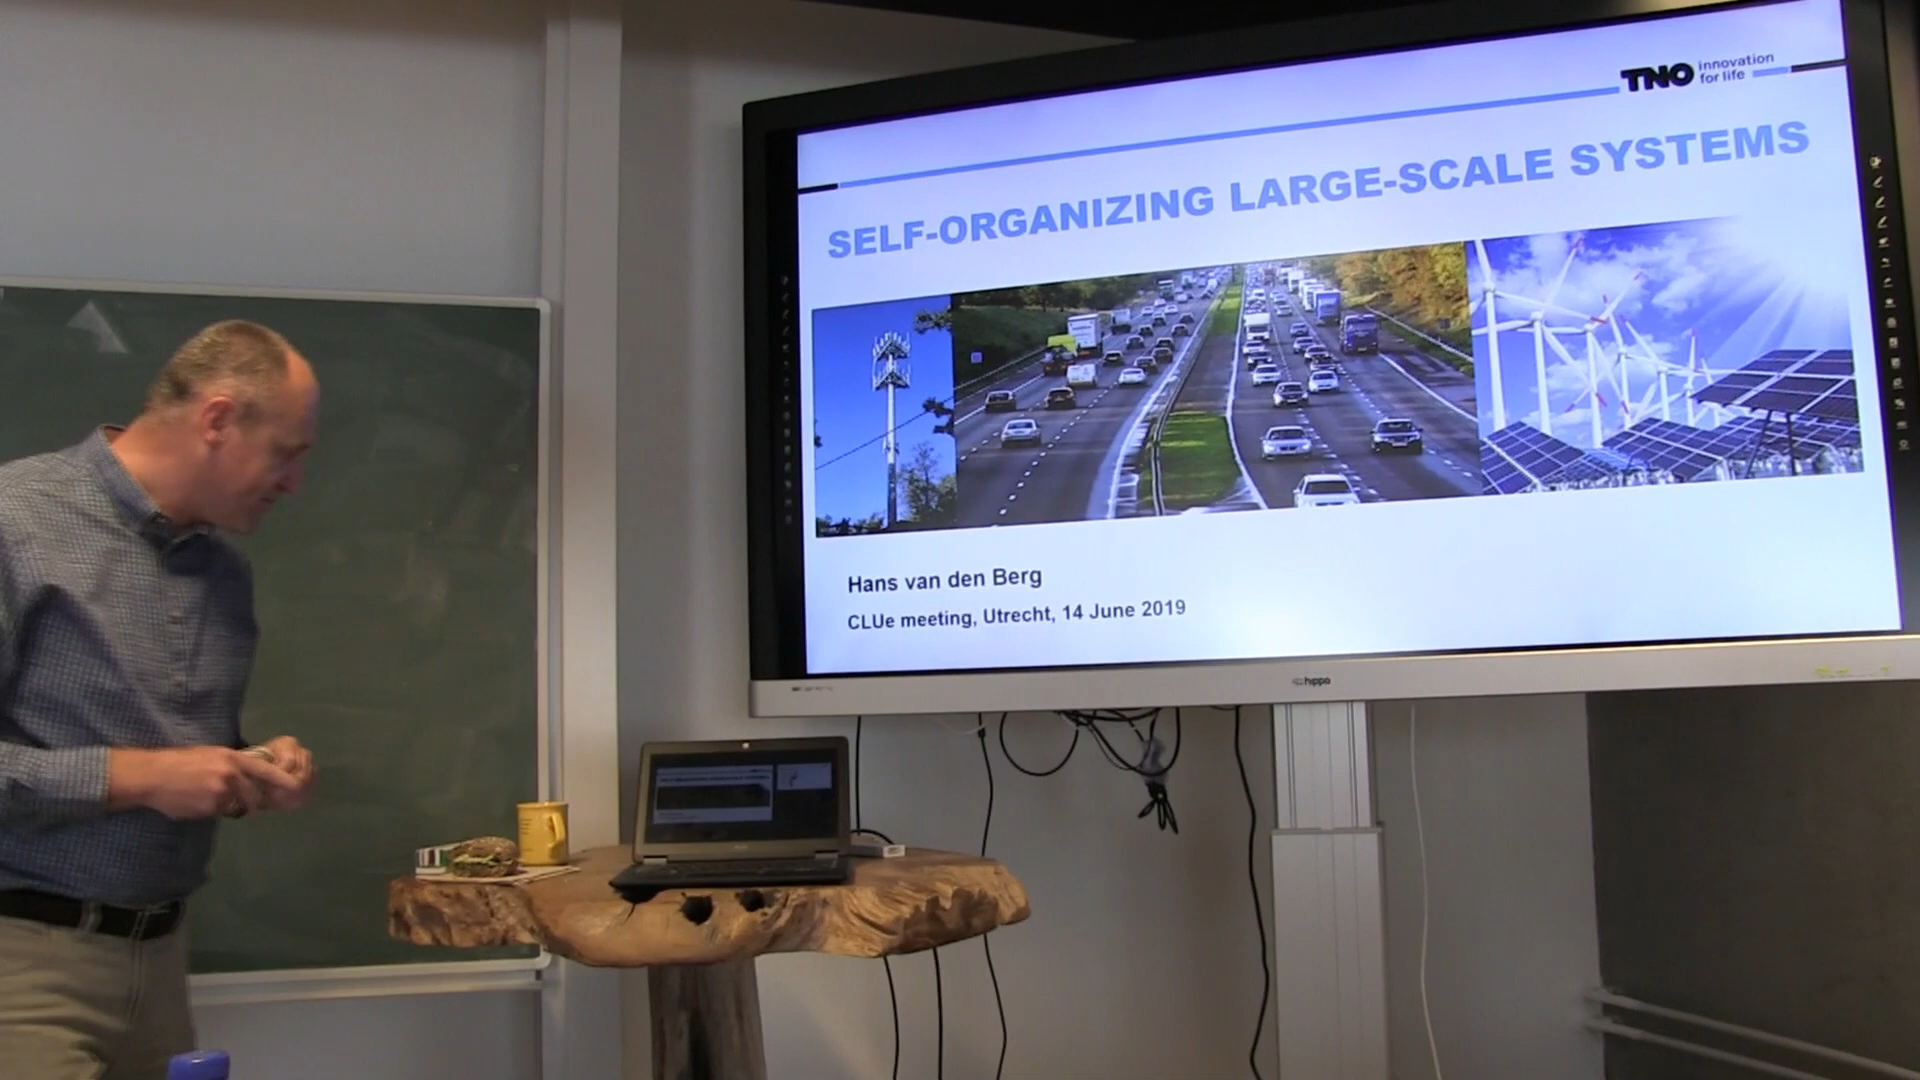 TNO innovation
for life
SELF-ORGANIZING LARGE-SCALE SYSTEMS
Hans van den Berg
CLUe meeting, Utrecht, 14 June 2019
hippo